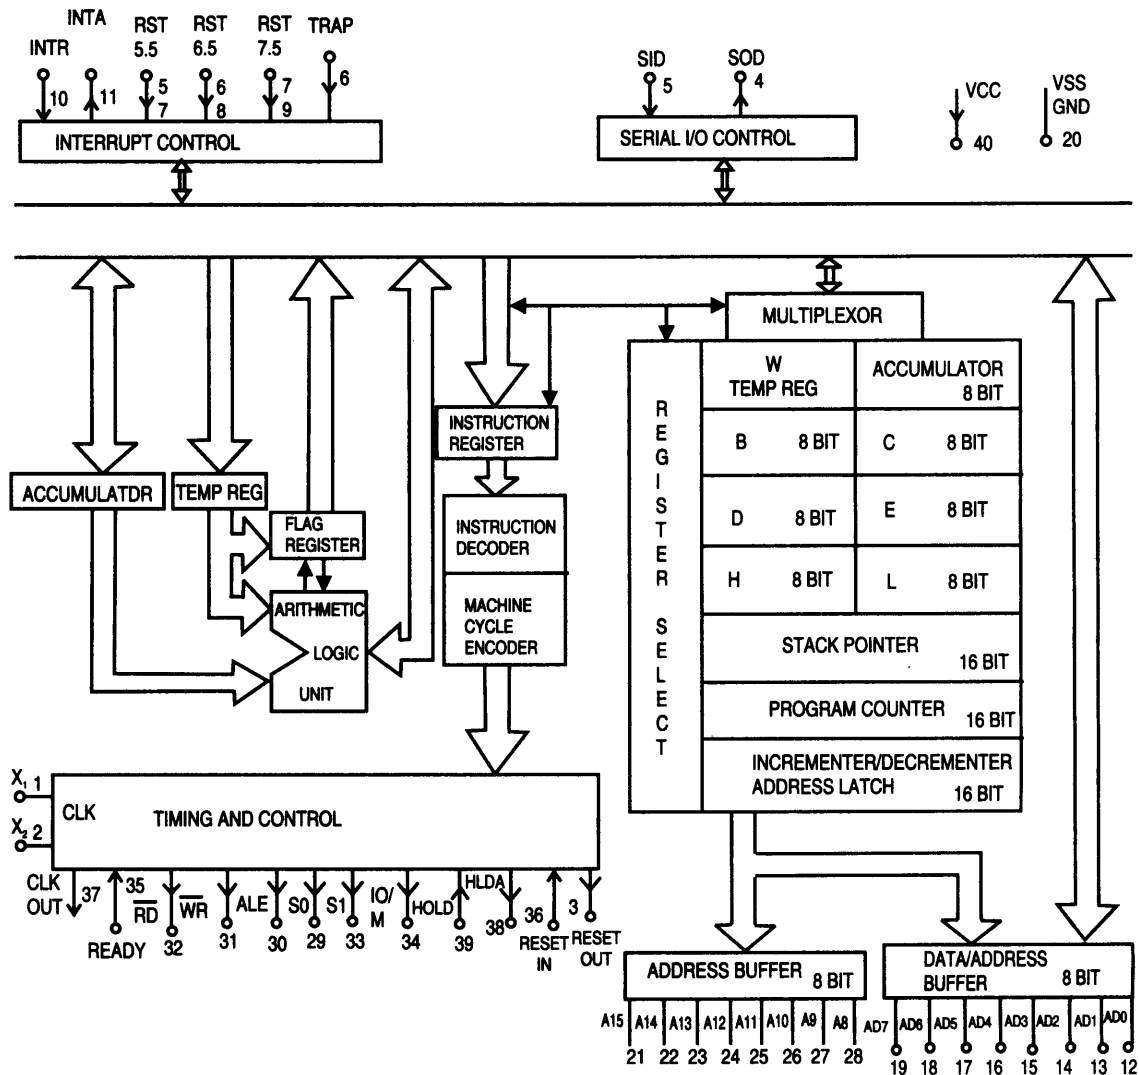 INTA
RST
5.5
RST
6.5
RST
7.5
TRAP
INTR
10
11
5
7
6
8
7
9
6
INTERRUPT CONTROL
SID
5
SOD
4
SERIAL I/O CONTROL
VCC
40
VSS
GND
20
MULTIPLEXOR
REGISTER SELECT
W
TEMP REG
ACCUMULATOR
8 BIT
B 8 BIT
C 8 BIT
D 8 BIT
E 8 BIT
H 8 BIT
L 8 BIT
STACK POINTER
16 BIT
PROGRAM COUNTER
16 BIT
INCREMENTER/DECREMENTER
ADDRESS LATCH
16 BIT
INSTRUCTION
REGISTER
ACCUMULATDR
TEMP REG
FLAG
REGISTER
INSTRUCTION
DECODER
MACHINE
CYCLE
ENCODER
ARITHMETIC
LOGIC
UNIT
X1 1
X2 2
CLK
TIMING AND CONTROL
CLK
OUT
37
35
READY
RD
32
WR
31
ALE
30
S0
29
S1
33
IO/
M
34
HOLD
39
HLDA
38
36
RESET
IN
3
RESET
OUT
ADDRESS BUFFER
8 BIT
DATA/ADDRESS
BUFFER 8 BIT
A15 A14 A13 A12 A11 A10 A9 A8
21 22 23 24 25 26 27 28
AD7 AD6 AD5 AD4 AD3 AD2 AD1 AD0
19 18 17 16 15 14 13 12